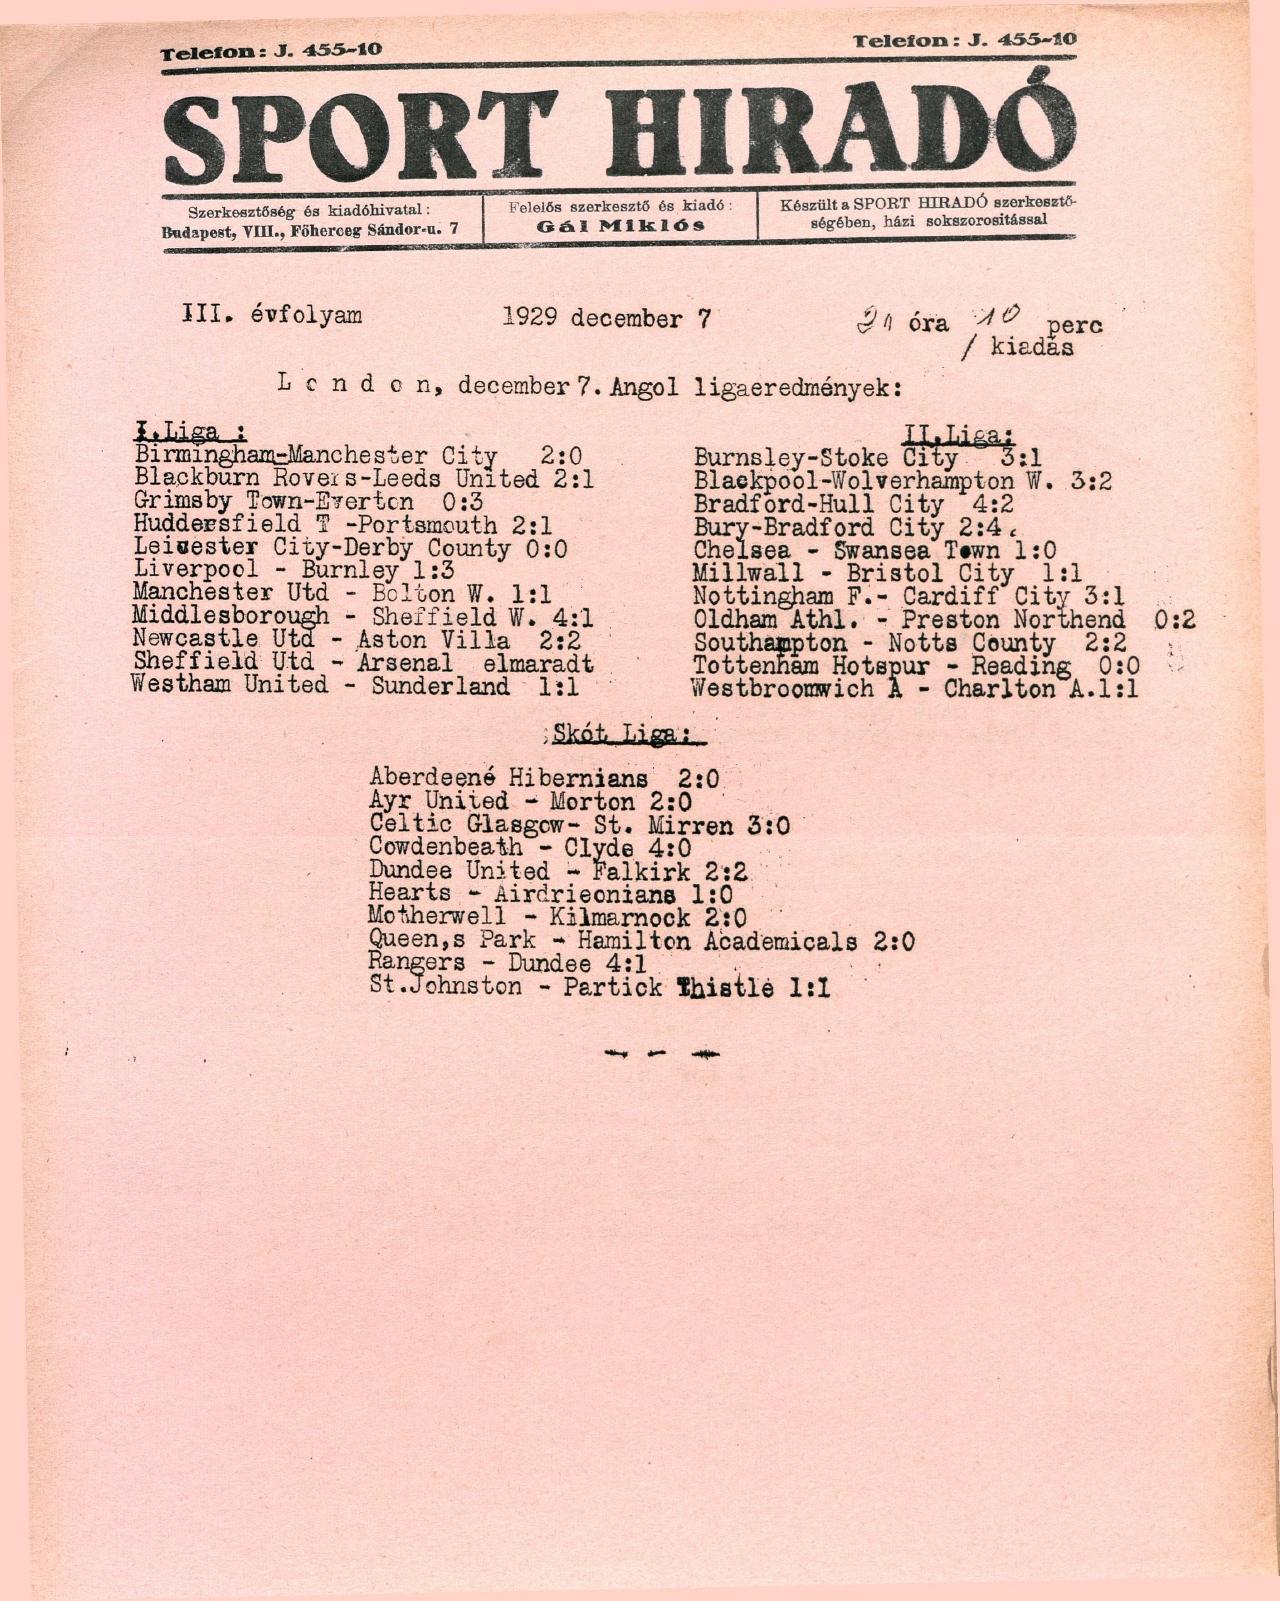 Telefon: J. 455-10
Telefon: J. 455-10
SPORT HIRADÓ
Szerkesztőség és kiadóhivatal:
Budapest, VIII., Főherceg Sándor-u. 7
Felelős szerkesztő és kiadó:
Gál Miklós
Készült a SPORT HIRADÓ szerkesztő-
ségében, házi sokszorositással
III. évfolyam 1929 december 7 21 óra 10 perc
/ kiadás
London, december 7. Angol ligaeredmények:
I.Liga :
Birmingham-Manchester City 2:0
Blackburn Rovers-Leeds United 2:1
Grimsby Town-Everton 0:3
Huddersfield T -Portsmouth 2:1
Leivester City-Derby County 0:0
Liverpool - Burnley 1:3
Manchester Utd - Bolton W. 1:1
Middlesborough - Sheffield W. 4:1
Newcastle Utd - Aston Villa 2:2
Sheffield Utd - Arsenal elmaradt
Westham United - Sunderland 1:1
II.Liga:
Burnsley-Stoke City 3:1
Blackpool-Wolverhampton W. 3:2
Bradford-Hull City 4:2
Bury-Bradford City 2:4
Chelsea - Swansea Town 1:0
Millwall - Bristol City 1:1
Nottingham F.- Cardiff City 3:1
Oldham Athl. - Preston Northend 0:2
Southampton - Notts County 2:2
Tottenham Hotspur - Reading 0:0
Westbroomwich A - Charlton A.1:1
Skót Liga:
Aberdeené Hibernians 2:0
Ayr United - Morton 2:0
Celtic Glasgow- St. Mirren 3:0
Cowdenbeath - Clyde 4:0
Dundee United - Falkirk 2:2
Hearts - Airdrieonians 1:0
Motherwell - Kilmarnock 2:0
Queen,s Park - Hamilton Academicals 2:0
Rangers - Dundee 4:1
St.Johnston - Partick Thistle 1:1
- - -